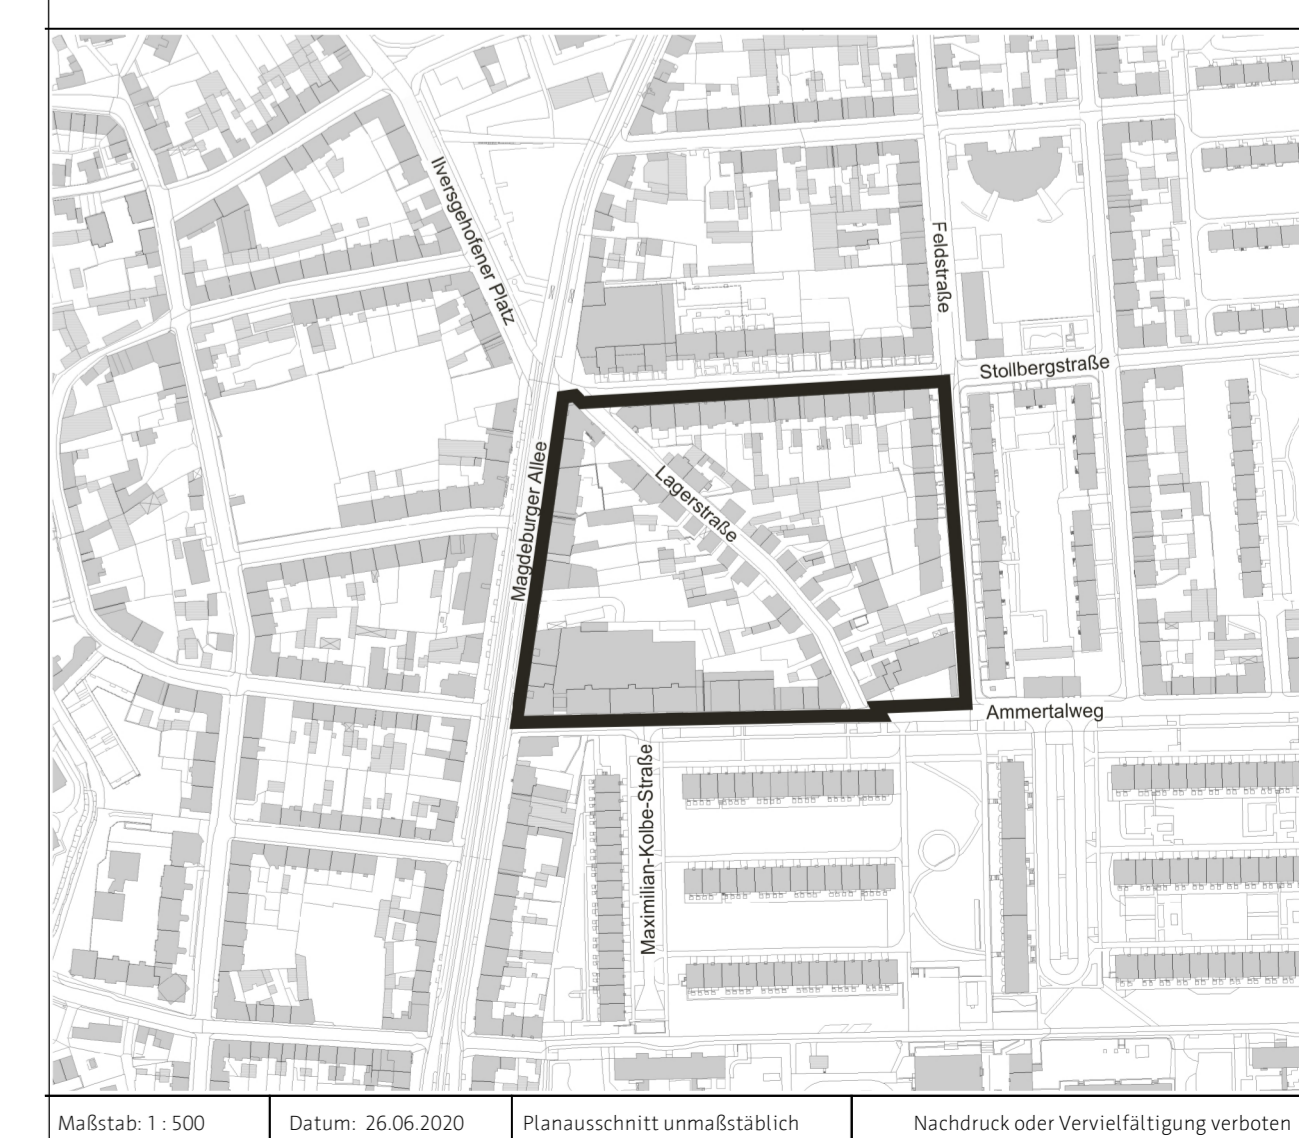 Ilversgehofener Platz
Feldstraße
Stollbergstraße
Magdeburger Allee
Lagerstraße
Ammertalweg
Maximilian-Kolbe-Straße
Maßstab: 1 : 500
Datum: 26.06.2020
Planausschnitt unmaßstäblich
Nachdruck oder Vervielfältigung verboten